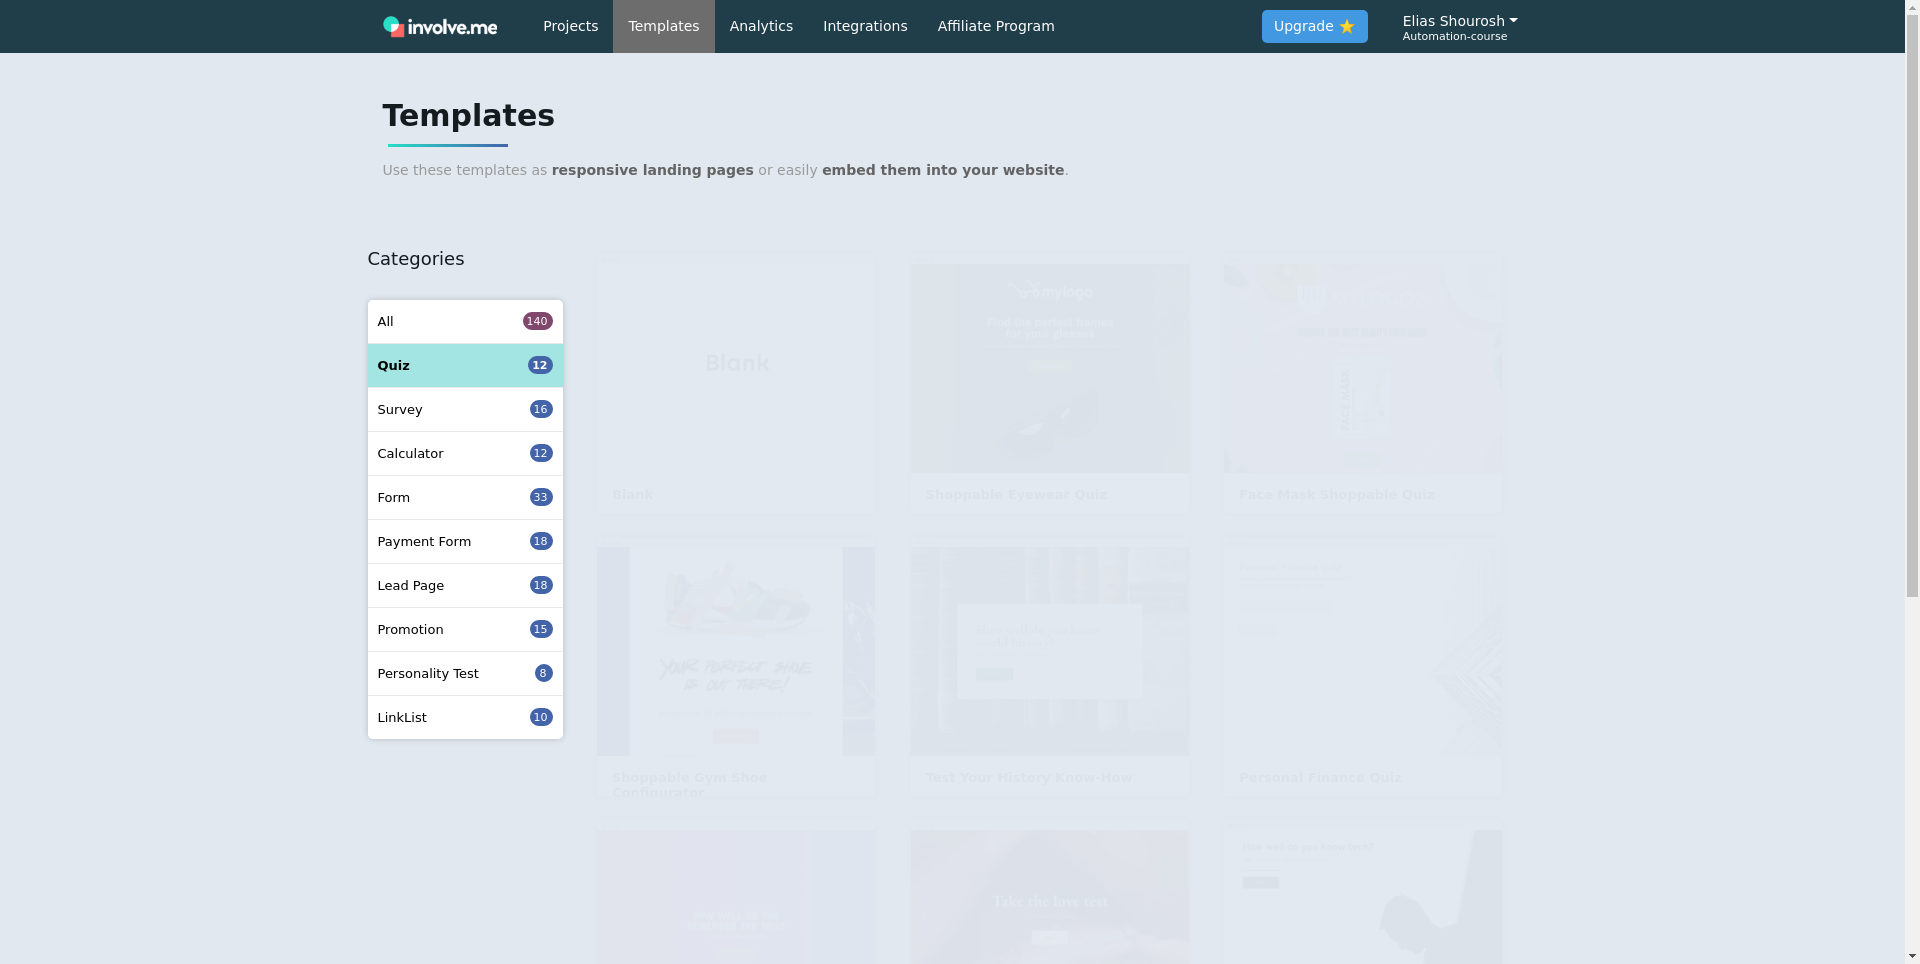 involve.me
Projects
Templates
Analytics
Integrations
Affiliate Program
Upgrade
Elias Shourosh
Automation-course
Templates
Use these templates as responsive landing pages or easily embed them into your website.
Categories
All 140
Quiz 12
Survey 16
Calculator 12
Form 33
Payment Form 18
Lead Page 18
Promotion 15
Personality Test 8
LinkList 10
Blank
Blank
mylogo
Find the perfect frames
for your glasses
Shoppable Eyewear Quiz
FACE MASK
Face Mask Shoppable Quiz
YOUR PERFECT SHOE
IS OUT THERE!
Shoppable Gym Shoe
Configurator
Test Your History Know-How
Personal Finance Quiz
Take the love test